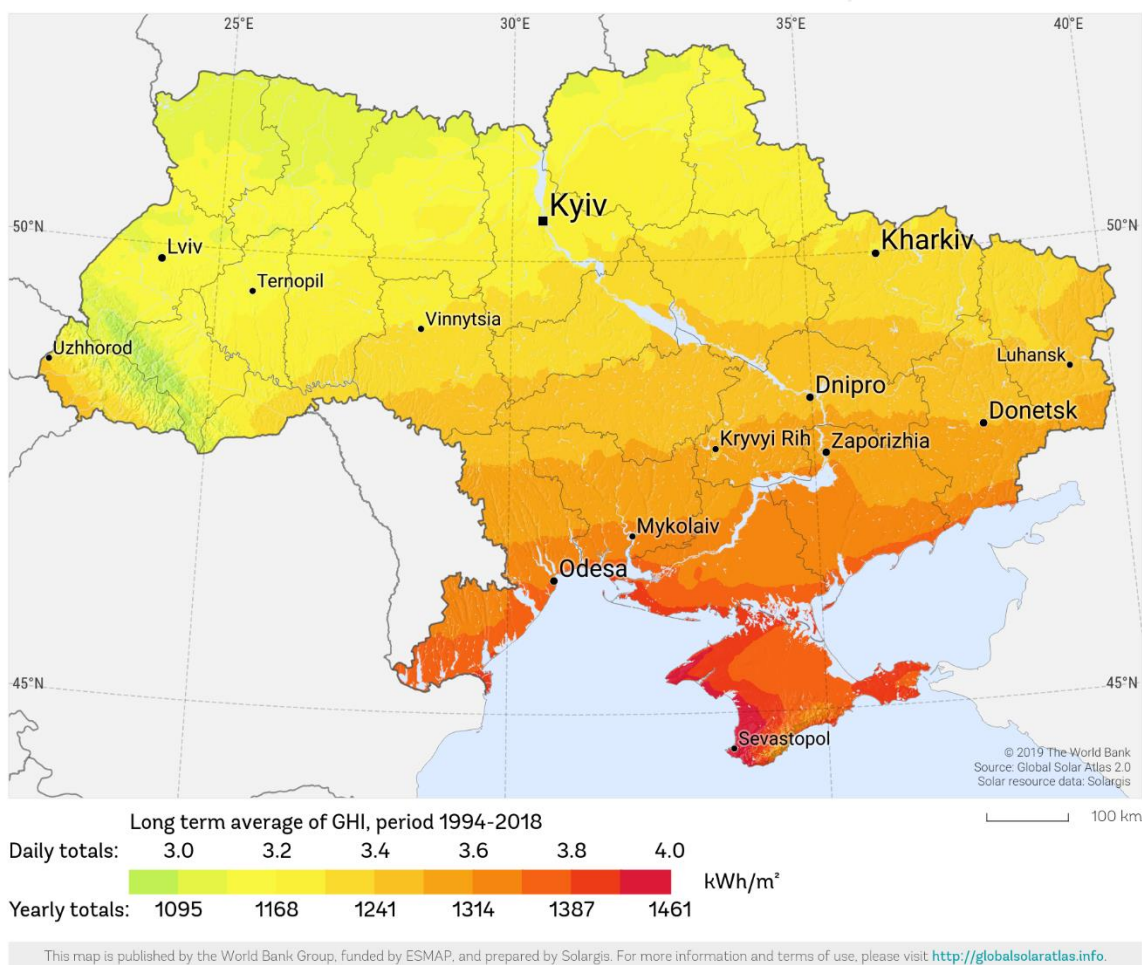 25°E 30°E 35°E 40°E
50°N 50°N
Kyiv
Lviv
Kharkiv
Ternopil
Vinnytsia
Uzhhorod
Luhansk
Dnipro
Donetsk
Kryvyi Rih
Zaporizhia
Mykolaiv
Odesa
45°N 45°N
Sevastopol
© 2019 The World Bank
Source: Global Solar Atlas 2.0
Solar resource data: Solargis
100 km
Long term average of GHI, period 1994-2018
Daily totals: 3.0 3.2 3.4 3.6 3.8 4.0
kWh/m²
Yearly totals: 1095 1168 1241 1314 1387 1461
This map is published by the World Bank Group, funded by ESMAP, and prepared by Solargis. For more information and terms of use, please visit http://globalsolaratlas.info.